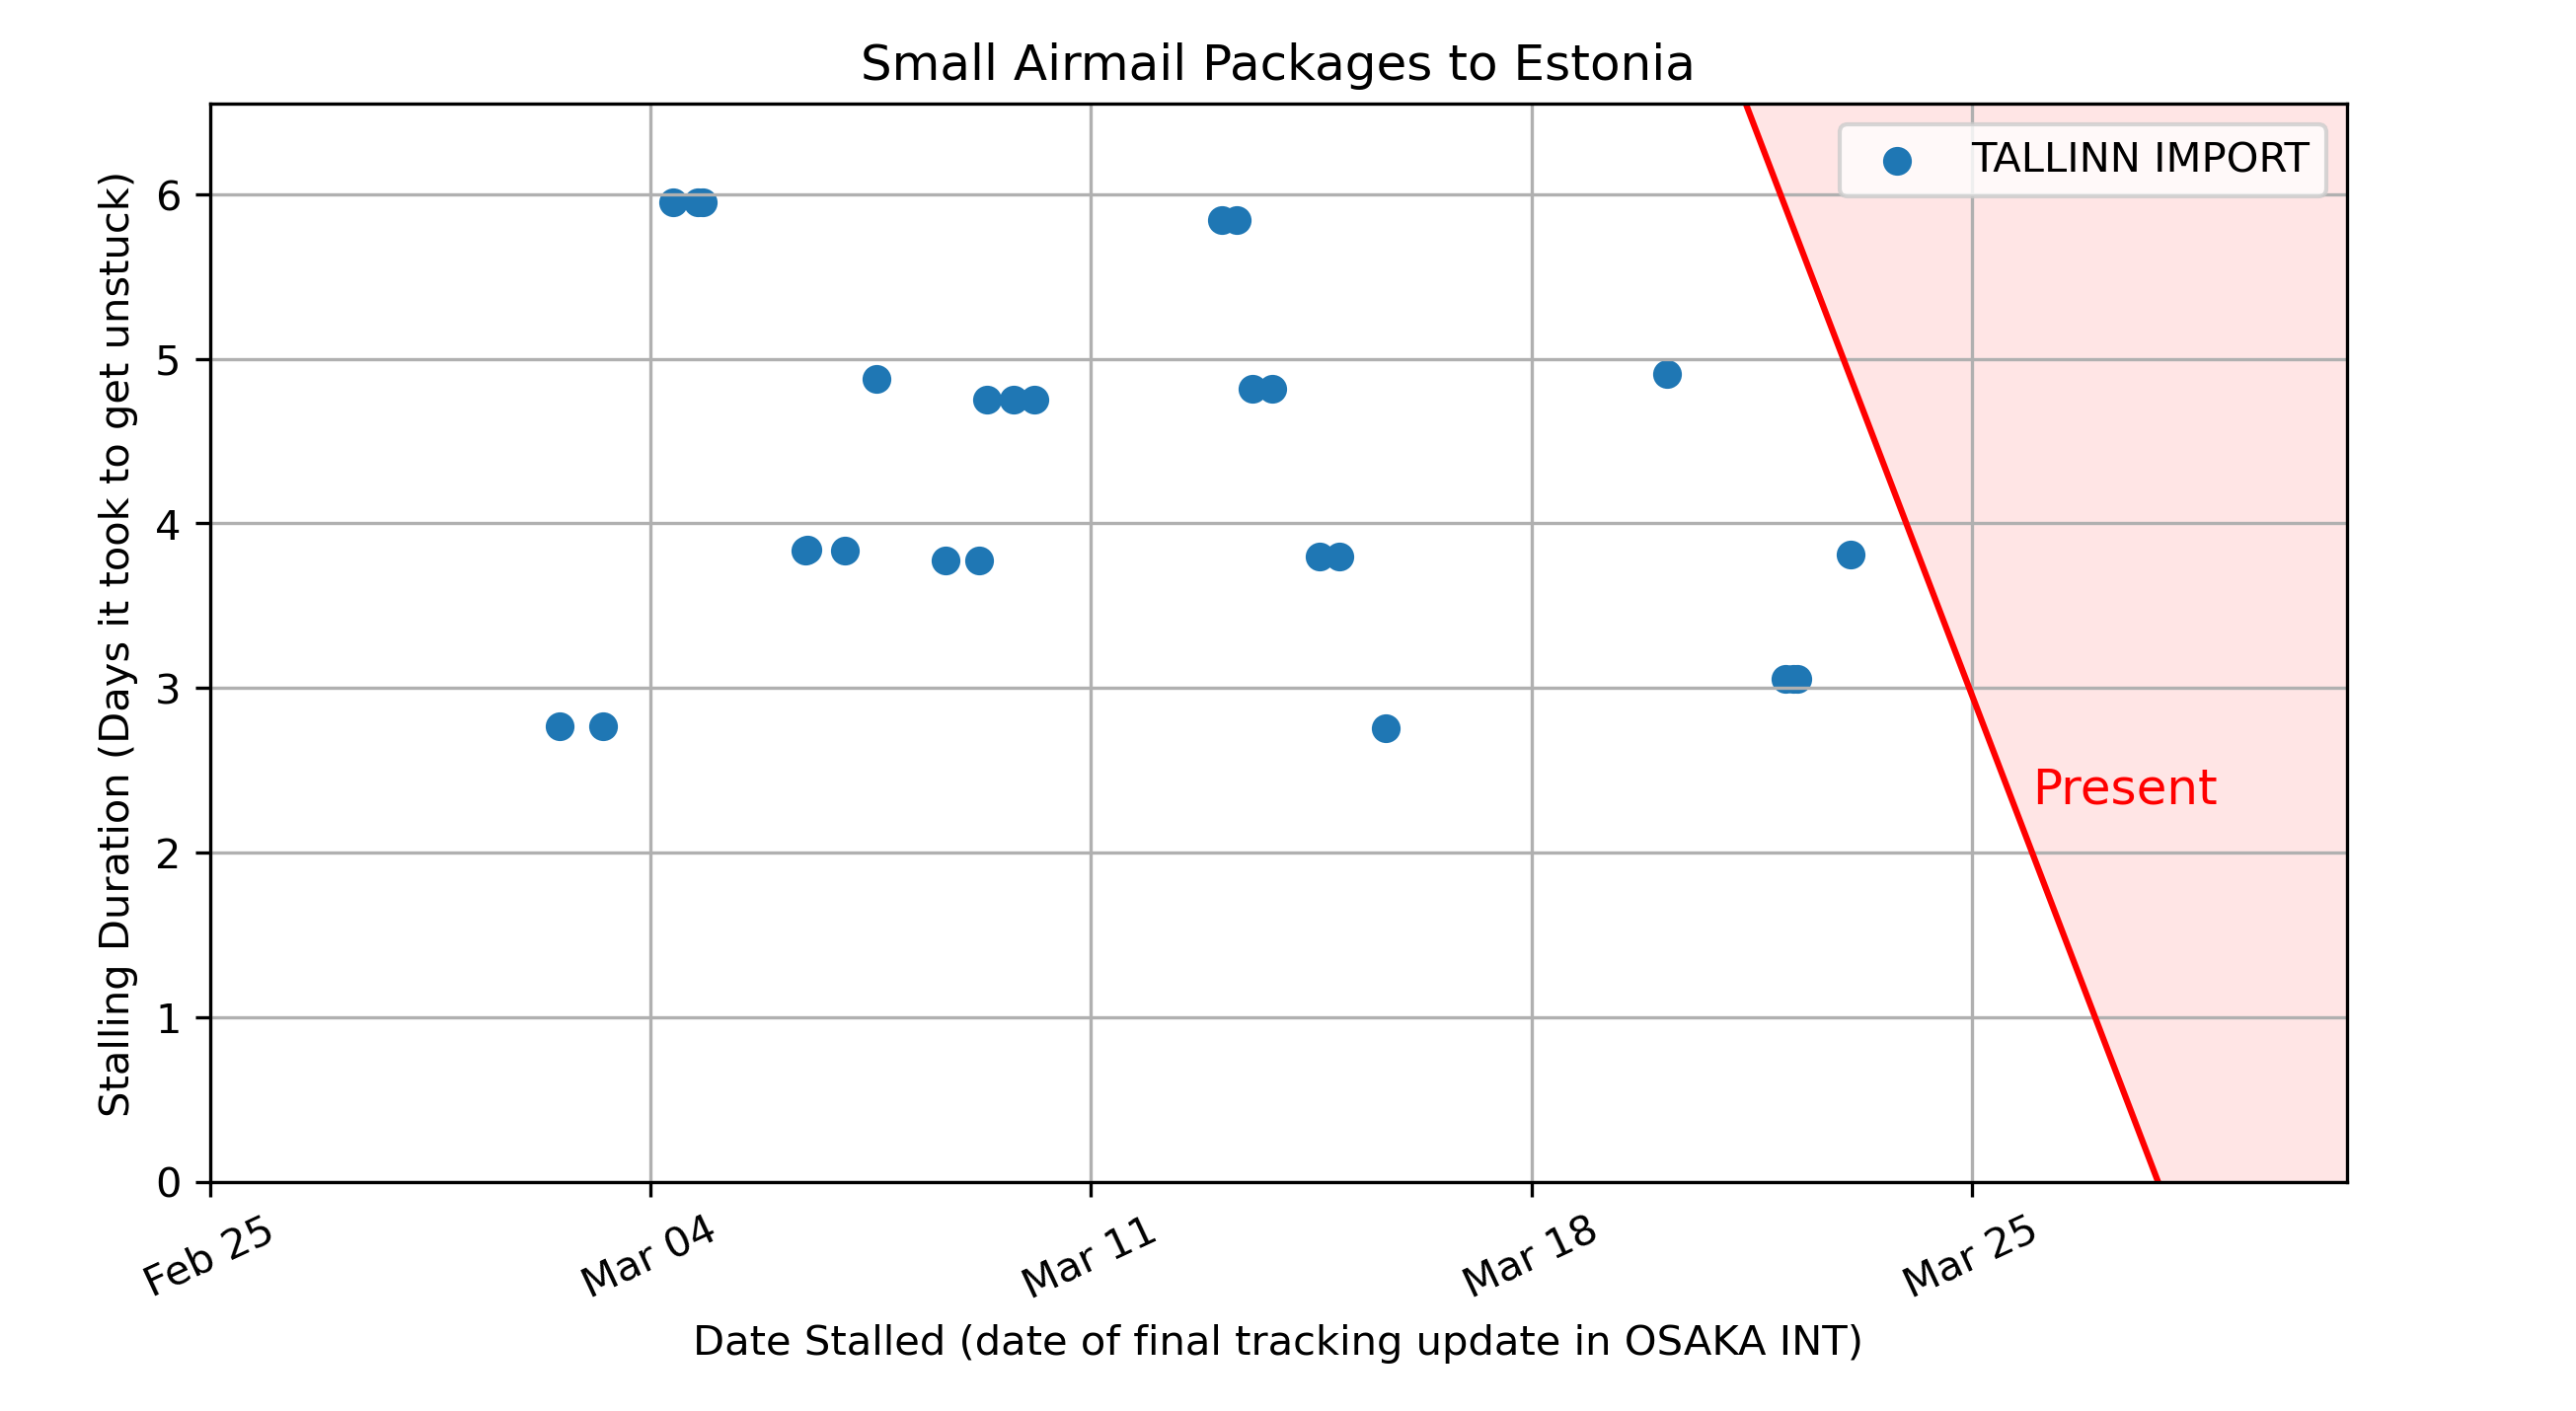 Small Airmail Packages to Estonia
TALLINN IMPORT
Stalling Duration (Days it took to get unstuck)
6
5
4
3
2
1
0
Present
Feb 25
Mar 04
Mar 11
Mar 18
Mar 25
Date Stalled (date of final tracking update in OSAKA INT)